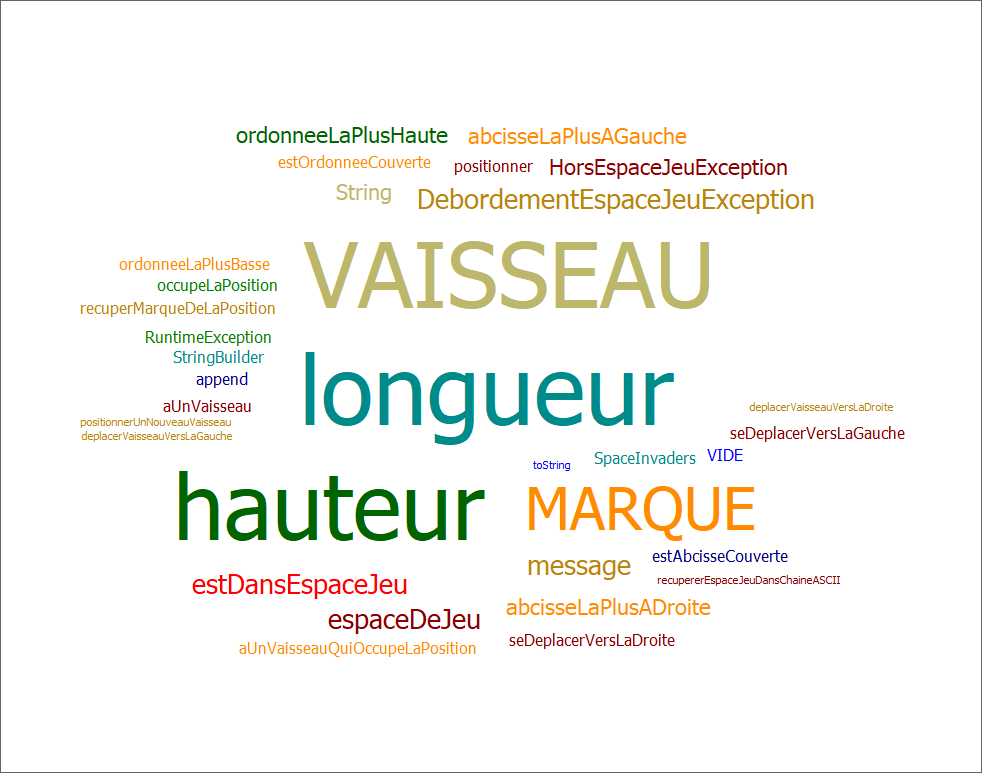 ordonneeLaPlusHaute abcisseLaPlusAGauche
estOrdonneeCouverte positionner HorsEspaceJeuException
String DebordementEspaceJeuException
VAISSEAU
ordonneeLaPlusBasse
occupeLaPosition
recuperMarqueDeLaPosition
RuntimeException
StringBuilder
append
longueur
aUnVaisseau
positionnerUnNouveauVaisseau
deplacerVaisseauVersLaGauche
deplacerVaisseauVersLaDroite
seDeplacerVersLaGauche
toString SpaceInvaders VIDE
hauteur MARQUE
message estAbcisseCouverte
recupererEspaceJeuDansChaineASCII
estDansEspaceJeu
espaceDeJeu abcisseLaPlusADroite
aUnVaisseauQuiOccupeLaPosition seDeplacerVersLaDroite